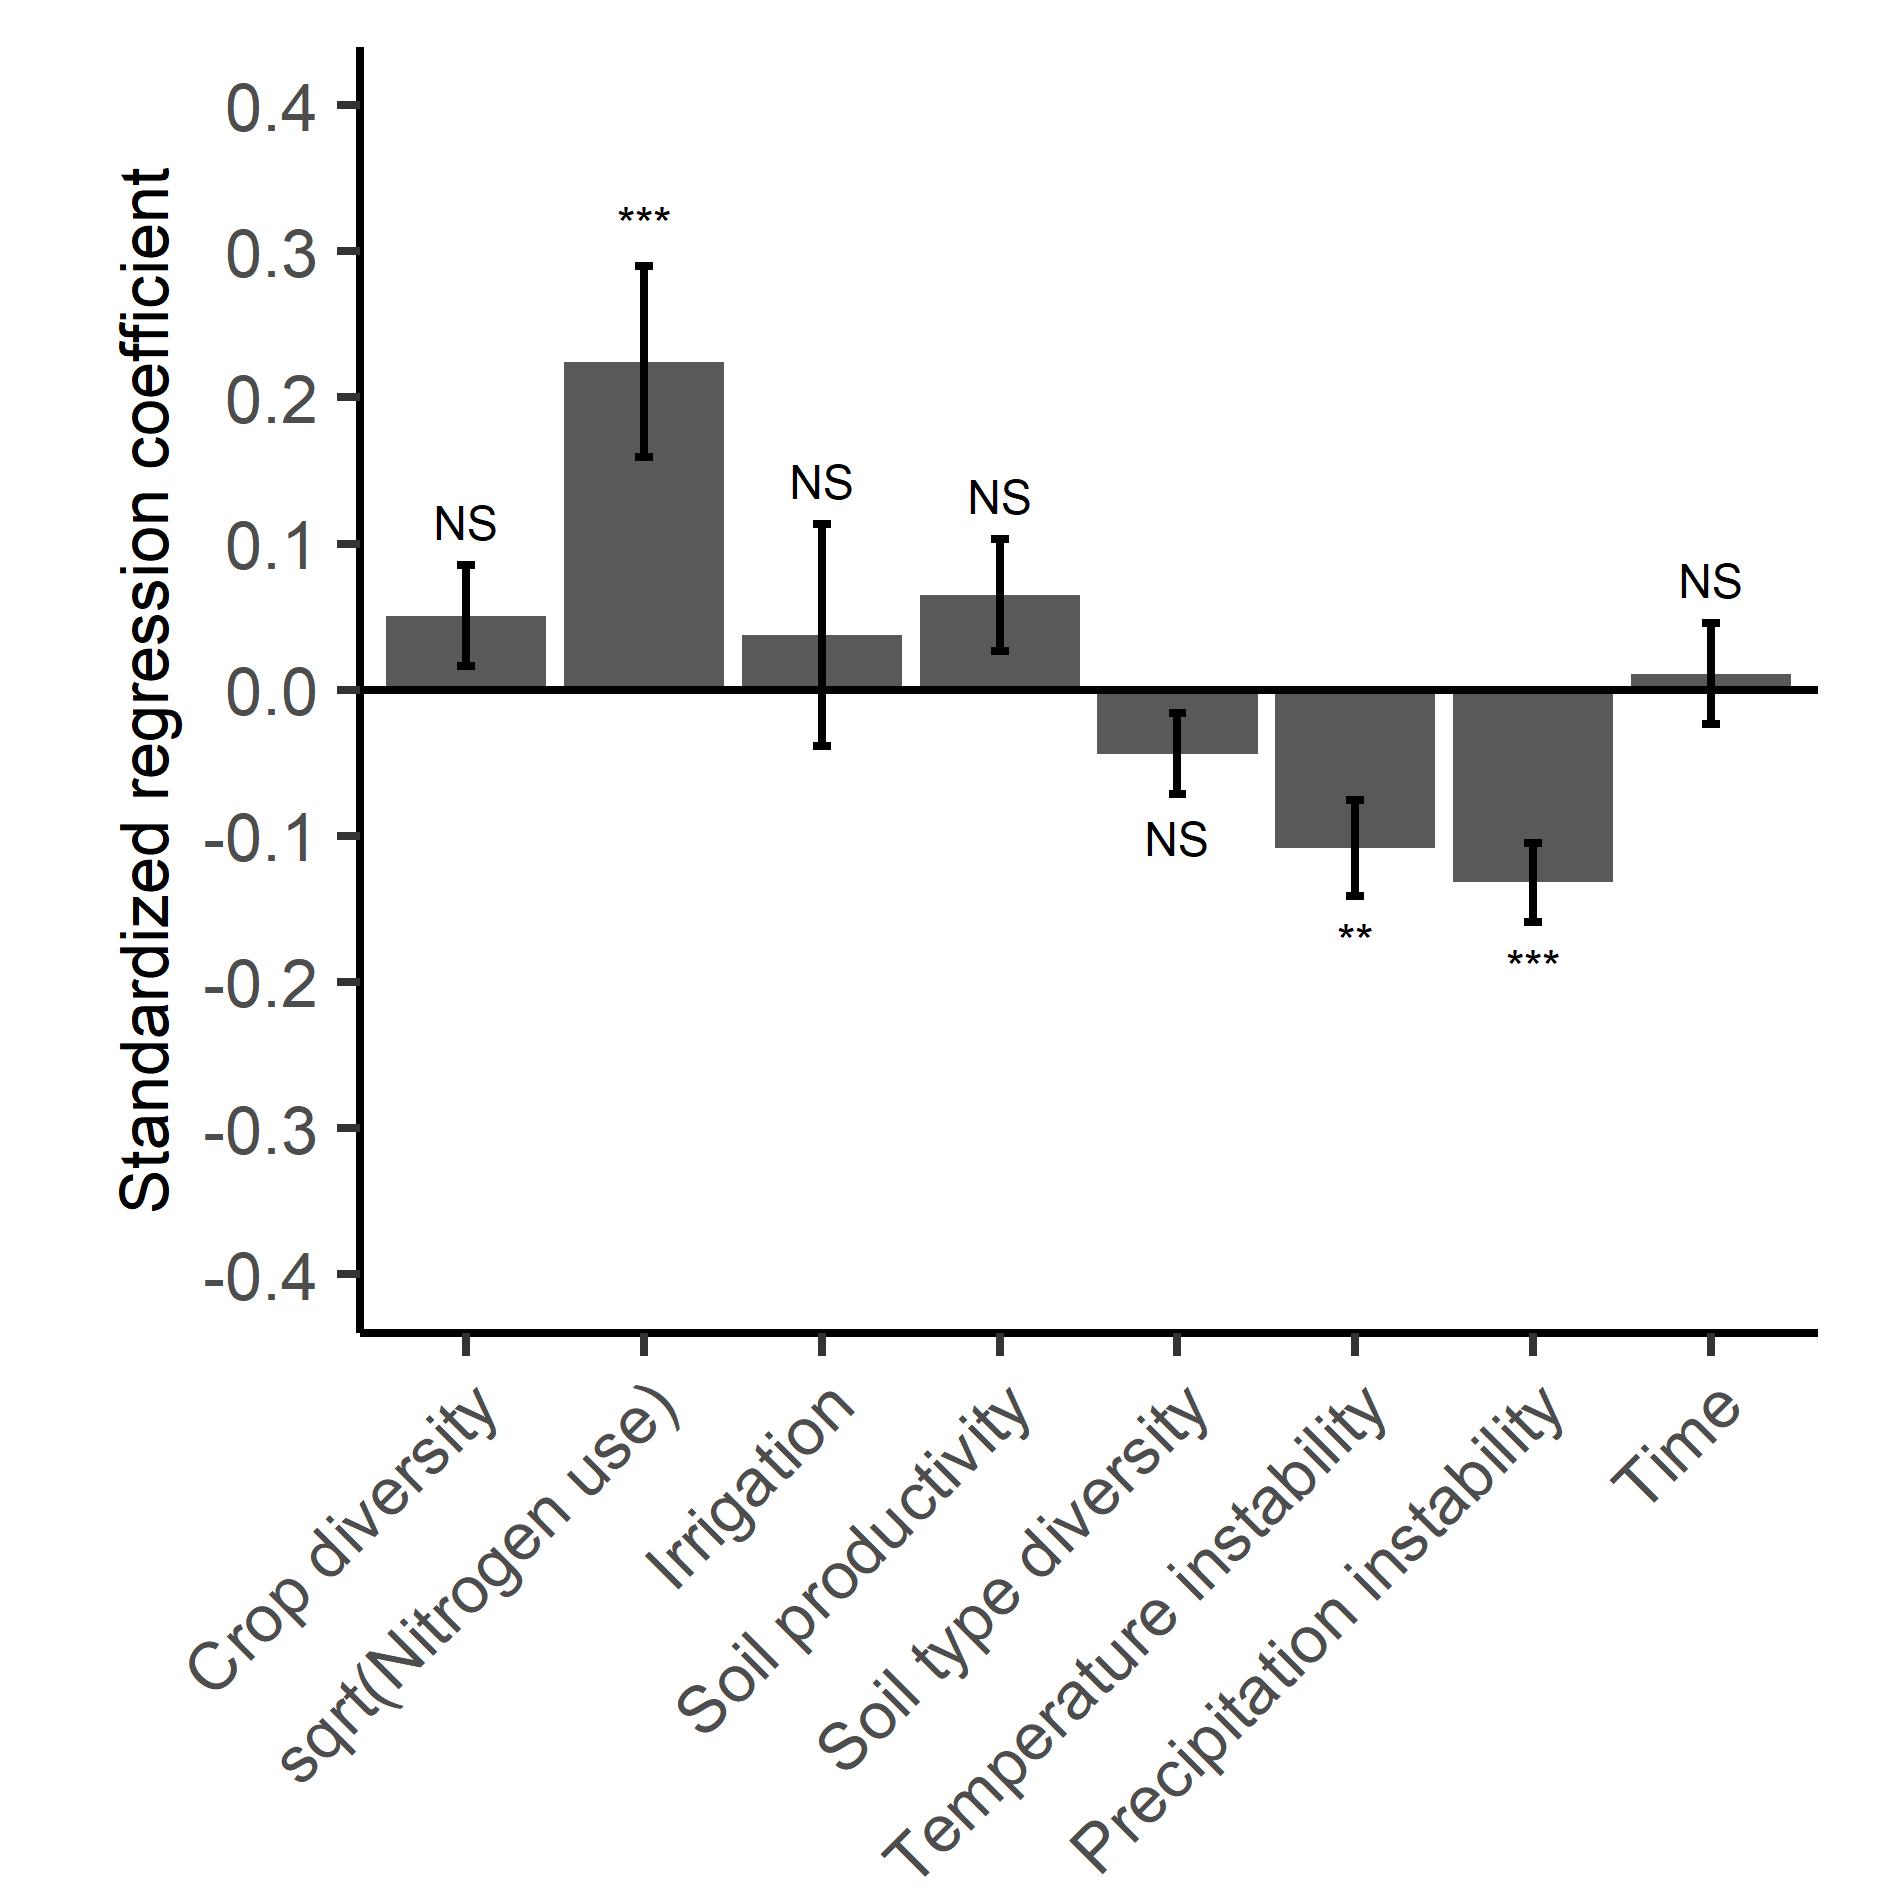 Standardized regression coefficient
0.4
0.3
0.2
0.1
0.0
-0.1
-0.2
-0.3
-0.4
NS
***
NS
NS
NS
**
***
NS
Crop diversity
sqrt(Nitrogen use)
Irrigation
Soil productivity
Soil type diversity
Temperature instability
Precipitation instability
Time